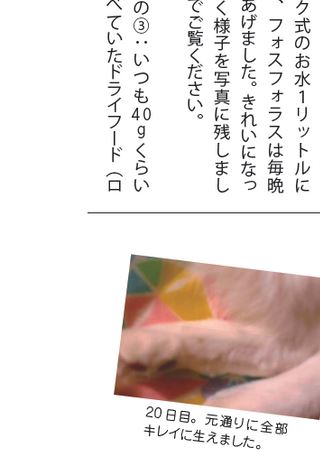 ク式のお水1リットルに
、フォスフォラスは毎晩
あげました。きれいになっ
く様子を写真に残しまし
でご覧ください。
の③：いつも40gくらい
べていたドライフード（ロ
20日目。元通りに全部
キレイに生えました。